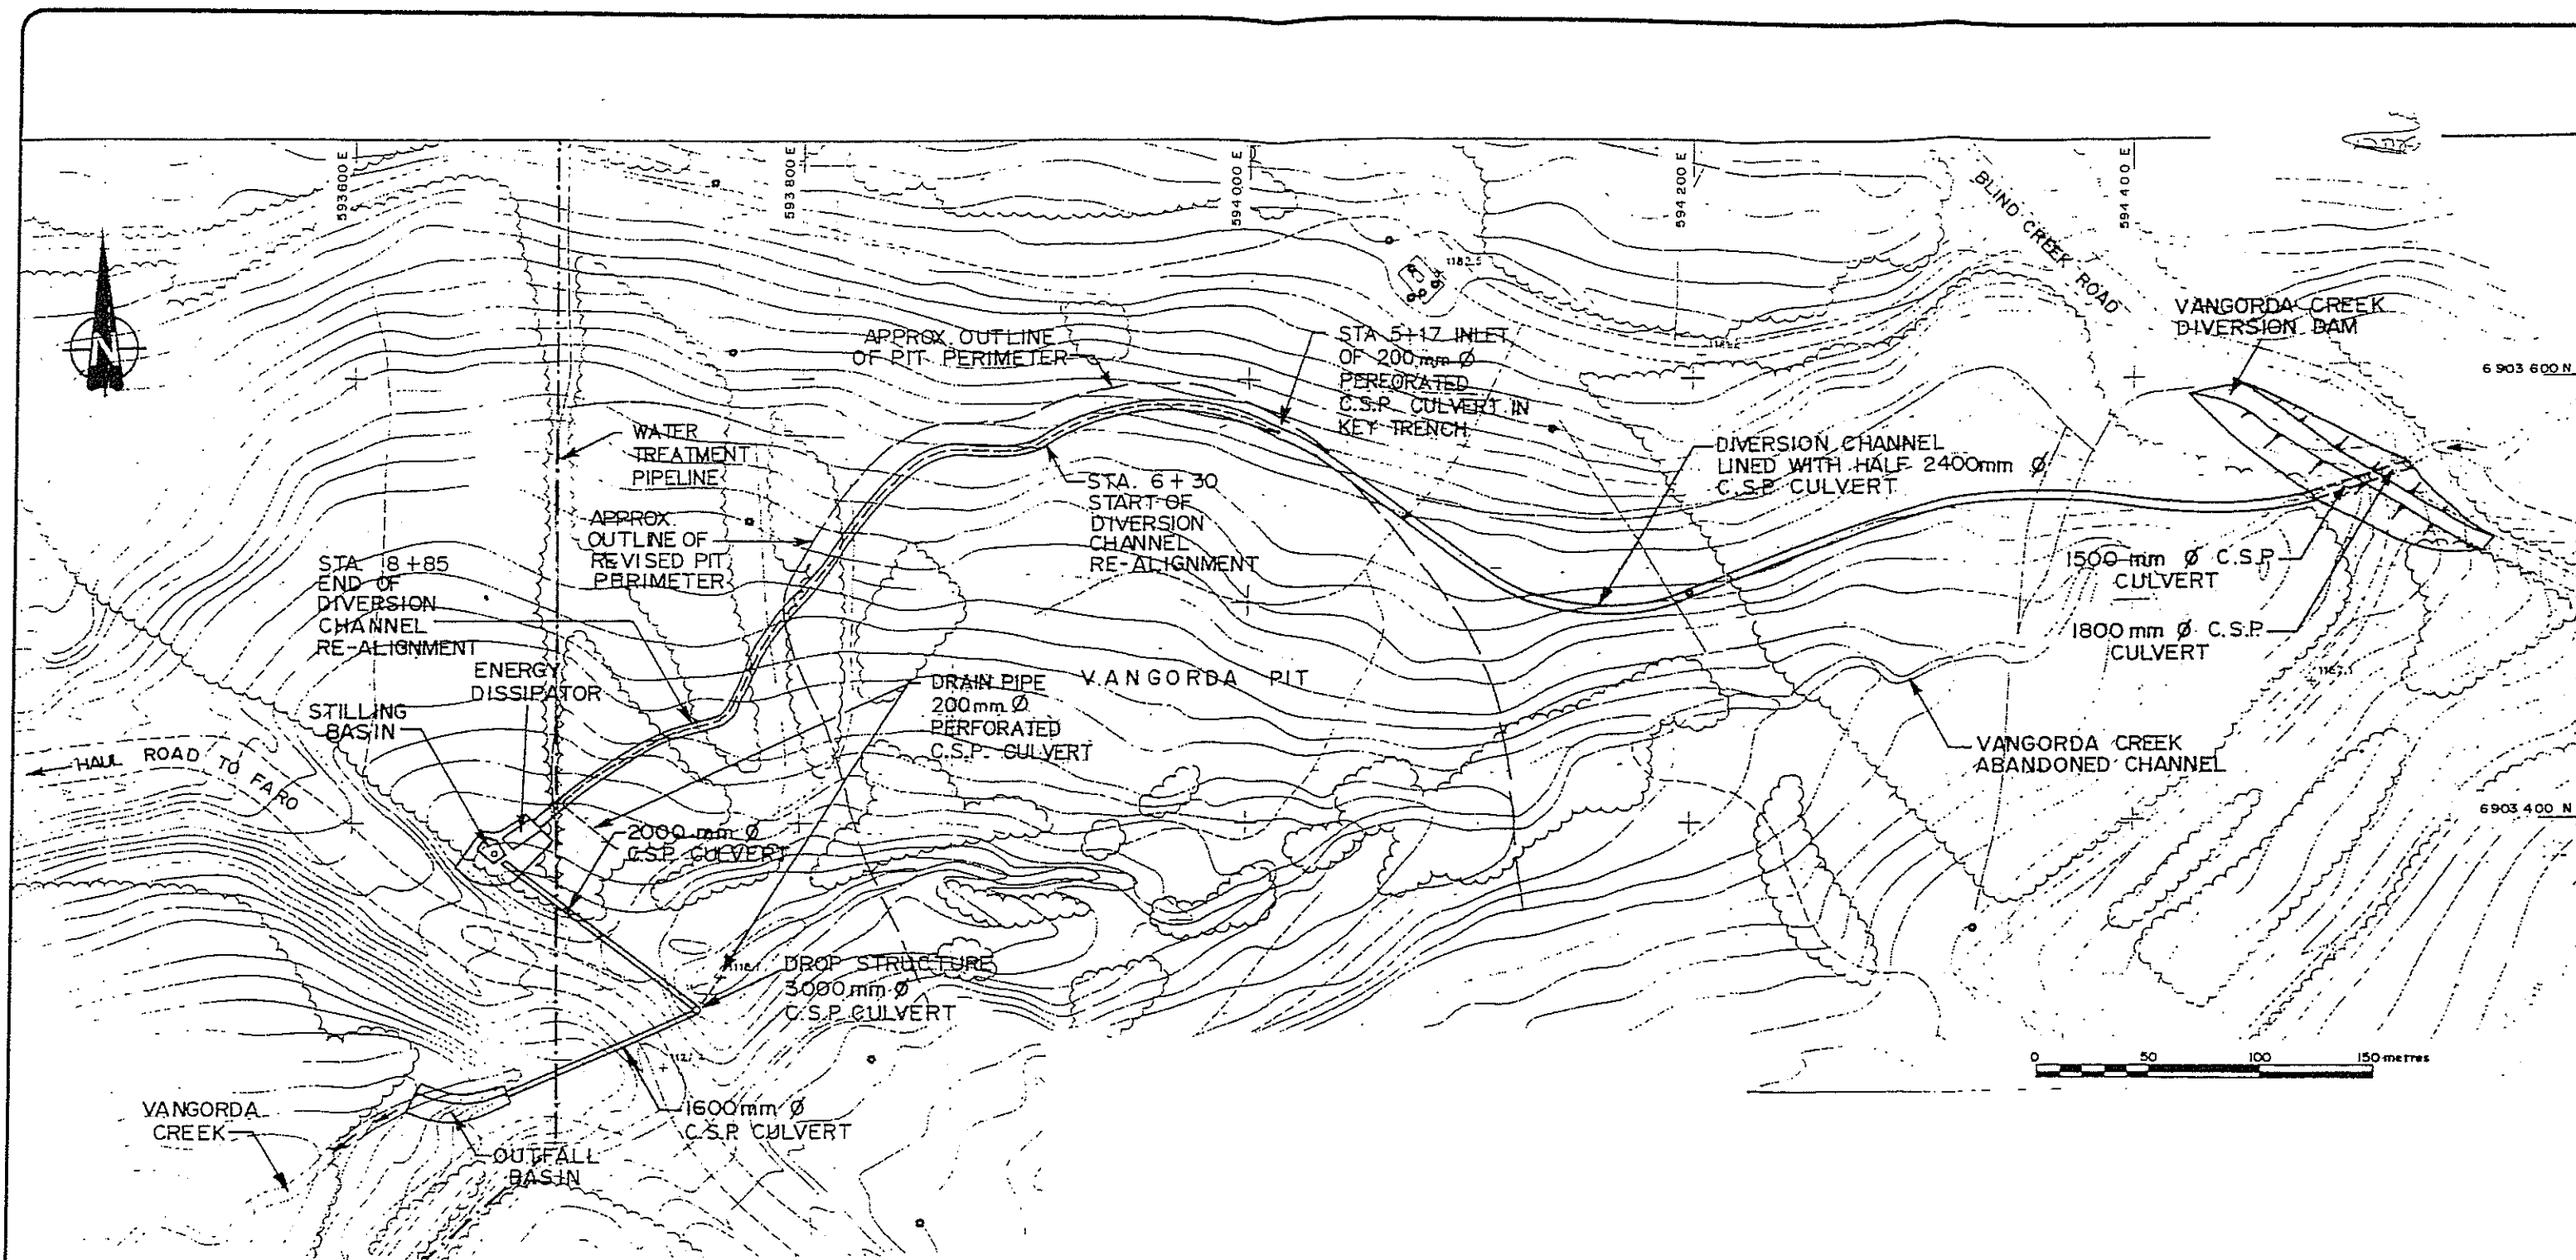 593 600 E
593 800 E
594 000 E
594 200 E
594 400 E
BLIND CREEK ROAD
N
1182.5
VANGORDA CREEK
DIVERSION DAM
6 903 600 N
APPROX. OUTLINE
OF PIT PERIMETER
STA 5+17 INLET
OF 200 mm Ø
PERFORATED
C.S.P. CULVERT IN
KEY TRENCH
WATER
TREATMENT
PIPELINE
DIVERSION CHANNEL
LINED WITH HALF 2400mm Ø
C.S.P. CULVERT
STA. 6 + 30
START OF
DIVERSION
CHANNEL
RE-ALIGNMENT
APPROX.
OUTLINE OF
REVISED PIT
PERIMETER
STA. 8+85
END OF
DIVERSION
CHANNEL
RE-ALIGNMENT
1500 mm Ø C.S.P.
CULVERT
1800 mm Ø C.S.P.
CULVERT
ENERGY
DISSIPATOR
STILLING
BASIN
DRAIN PIPE
200mm Ø
PERFORATED
C.S.P. CULVERT
VANGORDA PIT
VANGORDA CREEK
ABANDONED CHANNEL
HAUL ROAD TO FARO
6 903 400 N
2000 mm Ø
C.S.P. CULVERT
DROP STRUCTURE
3000 mm Ø
C.S.P. CULVERT
0 50 100 150 metres
VANGORDA
CREEK
1600mm Ø
C.S.P. CULVERT
OUTFALL
BASIN